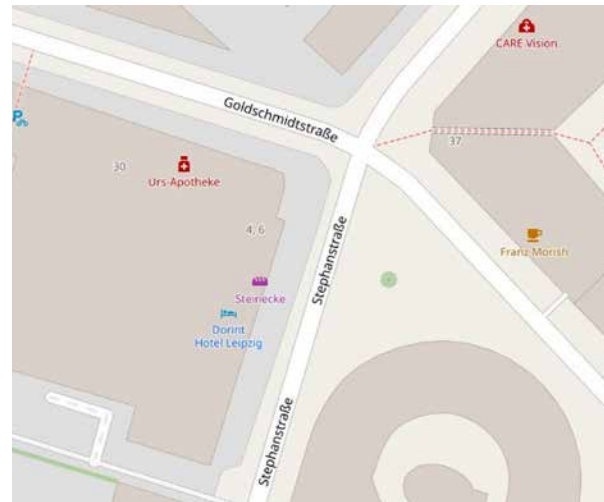 CARE Vision
Goldschmidtstraße
37
30
Urs-Apotheke
4, 6
Stephanstraße
Franz Morish
Steinecke
Dorint
Hotel Leipzig
Stephanstraße
P